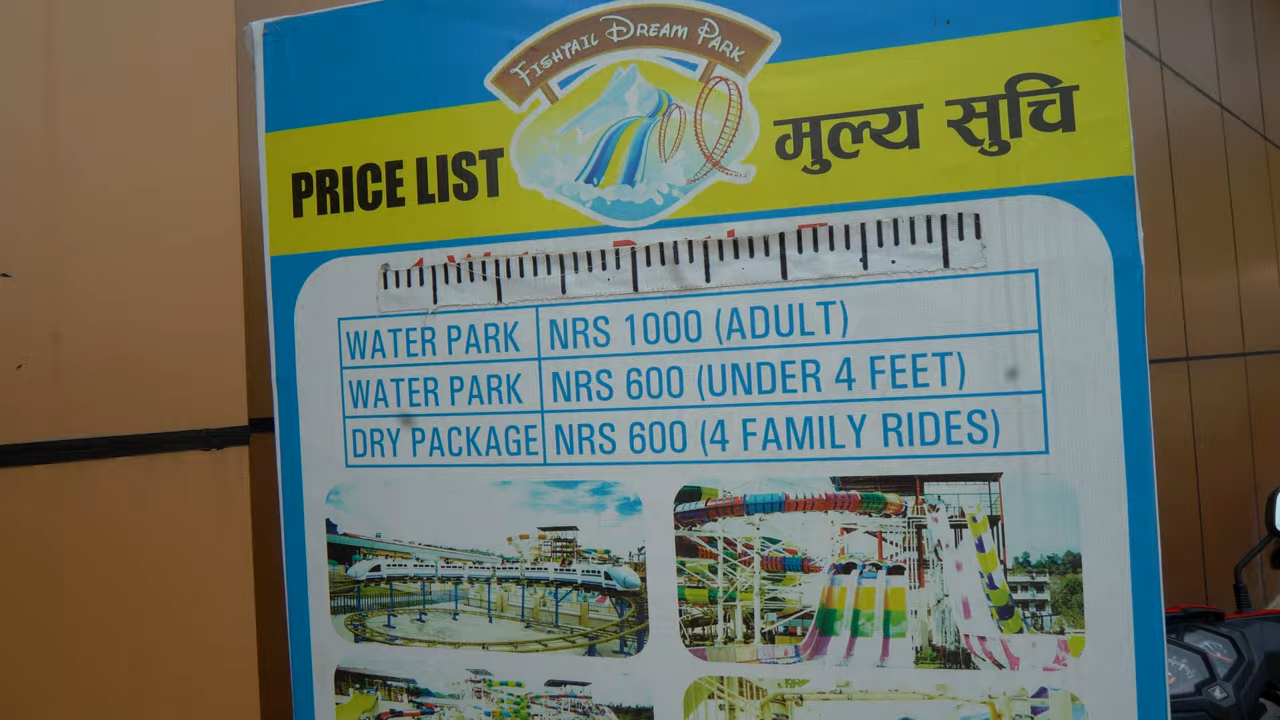 FISHTAIL DREAM PARK
PRICE LIST
मुल्य सुचि
WATER PARK NRS 1000 (ADULT)
WATER PARK NRS 600 (UNDER 4 FEET)
DRY PACKAGE NRS 600 (4 FAMILY RIDES)